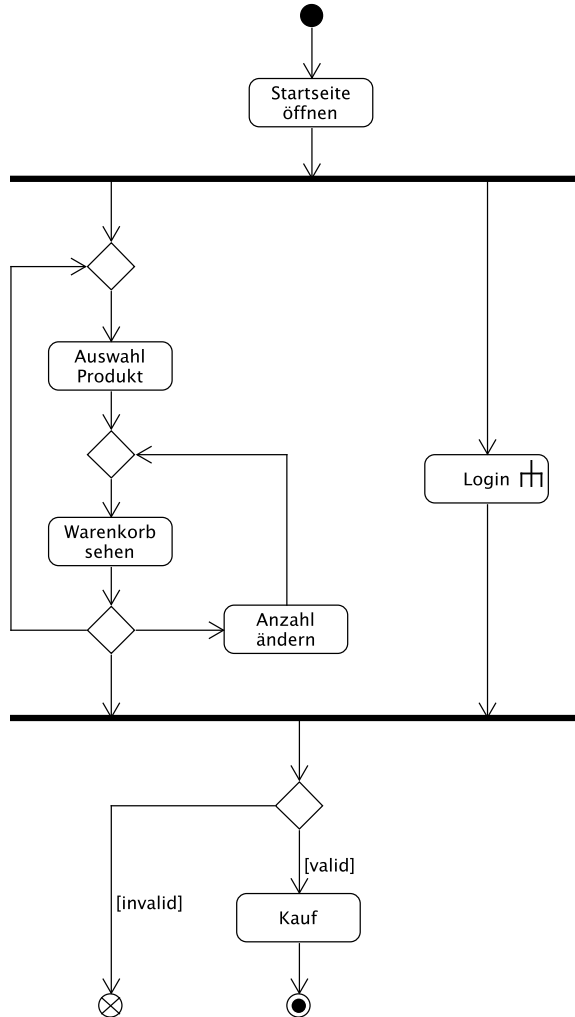 Startseite
öffnen
Auswahl
Produkt
Login
Warenkorb
sehen
Anzahl
ändern
[valid]
[invalid]
Kauf